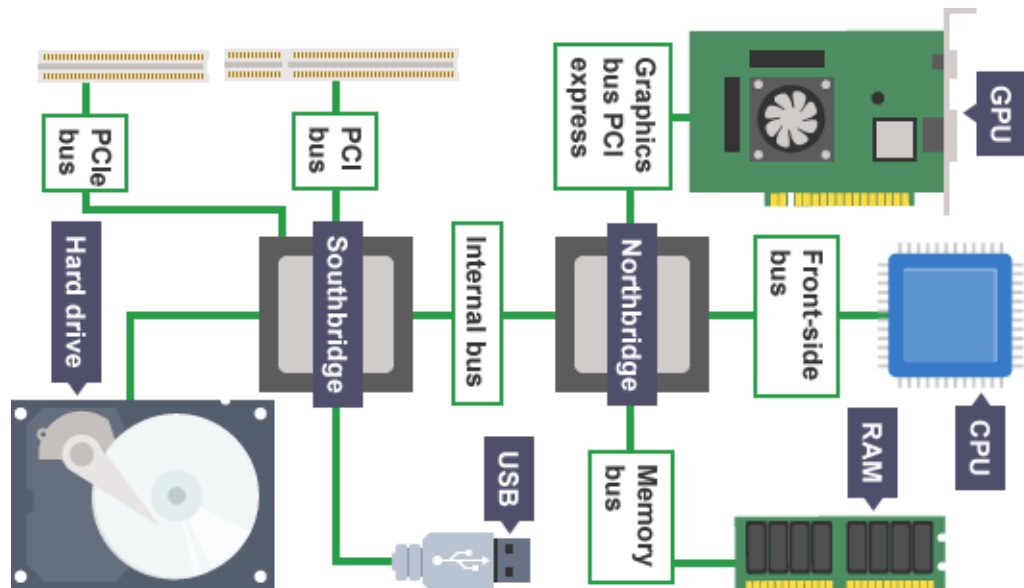 Graphics
bus PCI
express
GPU
PCIe
bus
PCI
bus
Hard drive
Southbridge
Internal bus
Northbridge
Front-side
bus
CPU
RAM
USB
Memory
bus